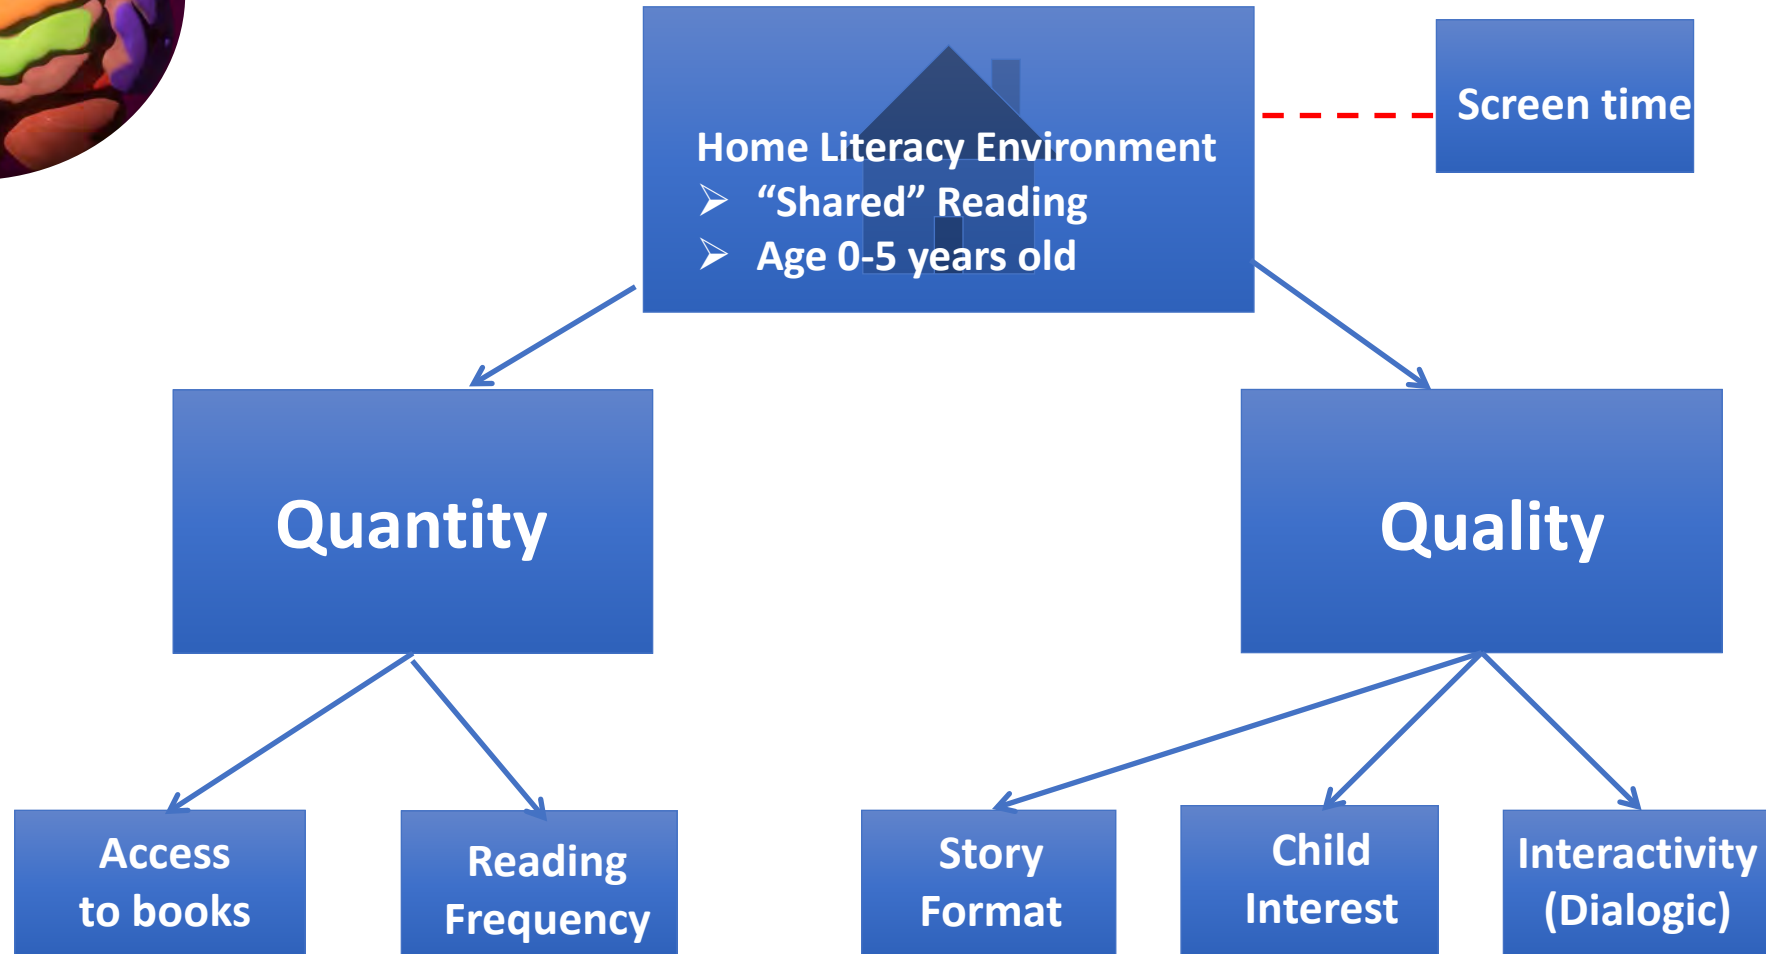 Home Literacy Environment
➢ “Shared” Reading
➢ Age 0-5 years old
Screen time
Quantity
Quality
Access
to books
Reading
Frequency
Story
Format
Child
Interest
Interactivity
(Dialogic)